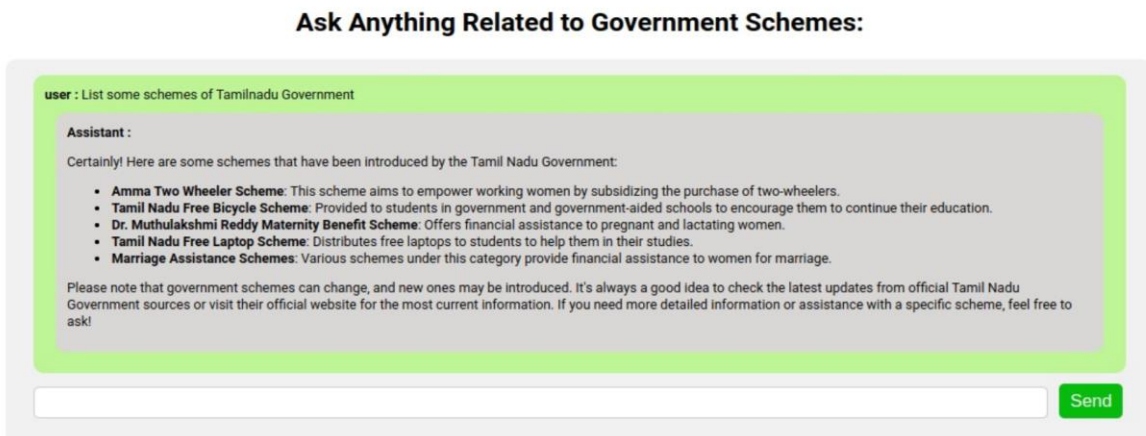 Ask Anything Related to Government Schemes:
user : List some schemes of Tamilnadu Government
Assistant :
Certainly! Here are some schemes that have been introduced by the Tamil Nadu Government:
• Amma Two Wheeler Scheme: This scheme aims to empower working women by subsidizing the purchase of two-wheelers.
• Tamil Nadu Free Bicycle Scheme: Provided to students in government and government-aided schools to encourage them to continue their education.
• Dr. Muthulakshmi Reddy Maternity Benefit Scheme: Offers financial assistance to pregnant and lactating women.
• Tamil Nadu Free Laptop Scheme: Distributes free laptops to students to help them in their studies.
• Marriage Assistance Schemes: Various schemes under this category provide financial assistance to women for marriage.
Please note that government schemes can change, and new ones may be introduced. It's always a good idea to check the latest updates from official Tamil Nadu
Government sources or visit their official website for the most current information. If you need more detailed information or assistance with a specific scheme, feel free to
ask!
Send